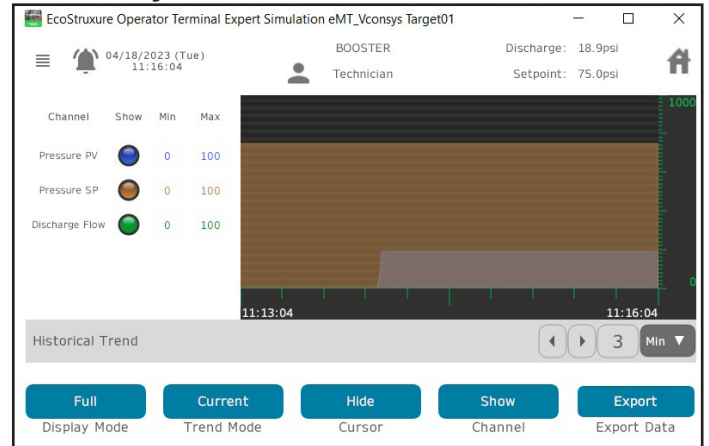 EcoStruxure Operator Terminal Expert Simulation eMT_Vconsys Target01
04/18/2023 (Tue)
11:16:04
BOOSTER
Technician
Discharge: 18.9psi
Setpoint: 75.0psi
Channel Show Min Max
Pressure PV 0 100
Pressure SP 0 100
Discharge Flow 0 100
1000
0
11:13:04 11:16:04
Historical Trend 3 Min
Full Current Hide Show Export
Display Mode Trend Mode Cursor Channel Export Data